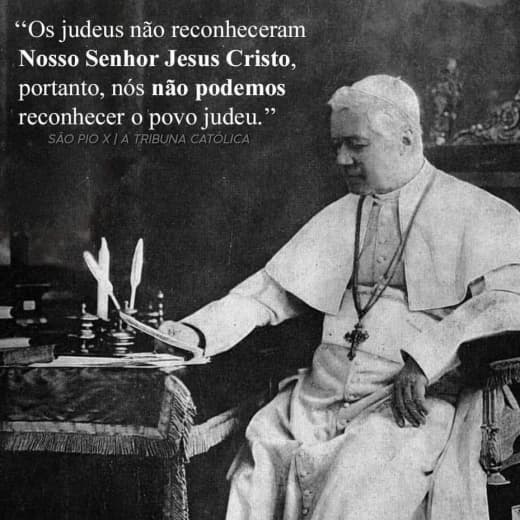 “Os judeus não reconheceram
Nosso Senhor Jesus Cristo,
portanto, nós não podemos
reconhecer o povo judeu.”
SÃO PIO X | A TRIBUNA CATÓLICA